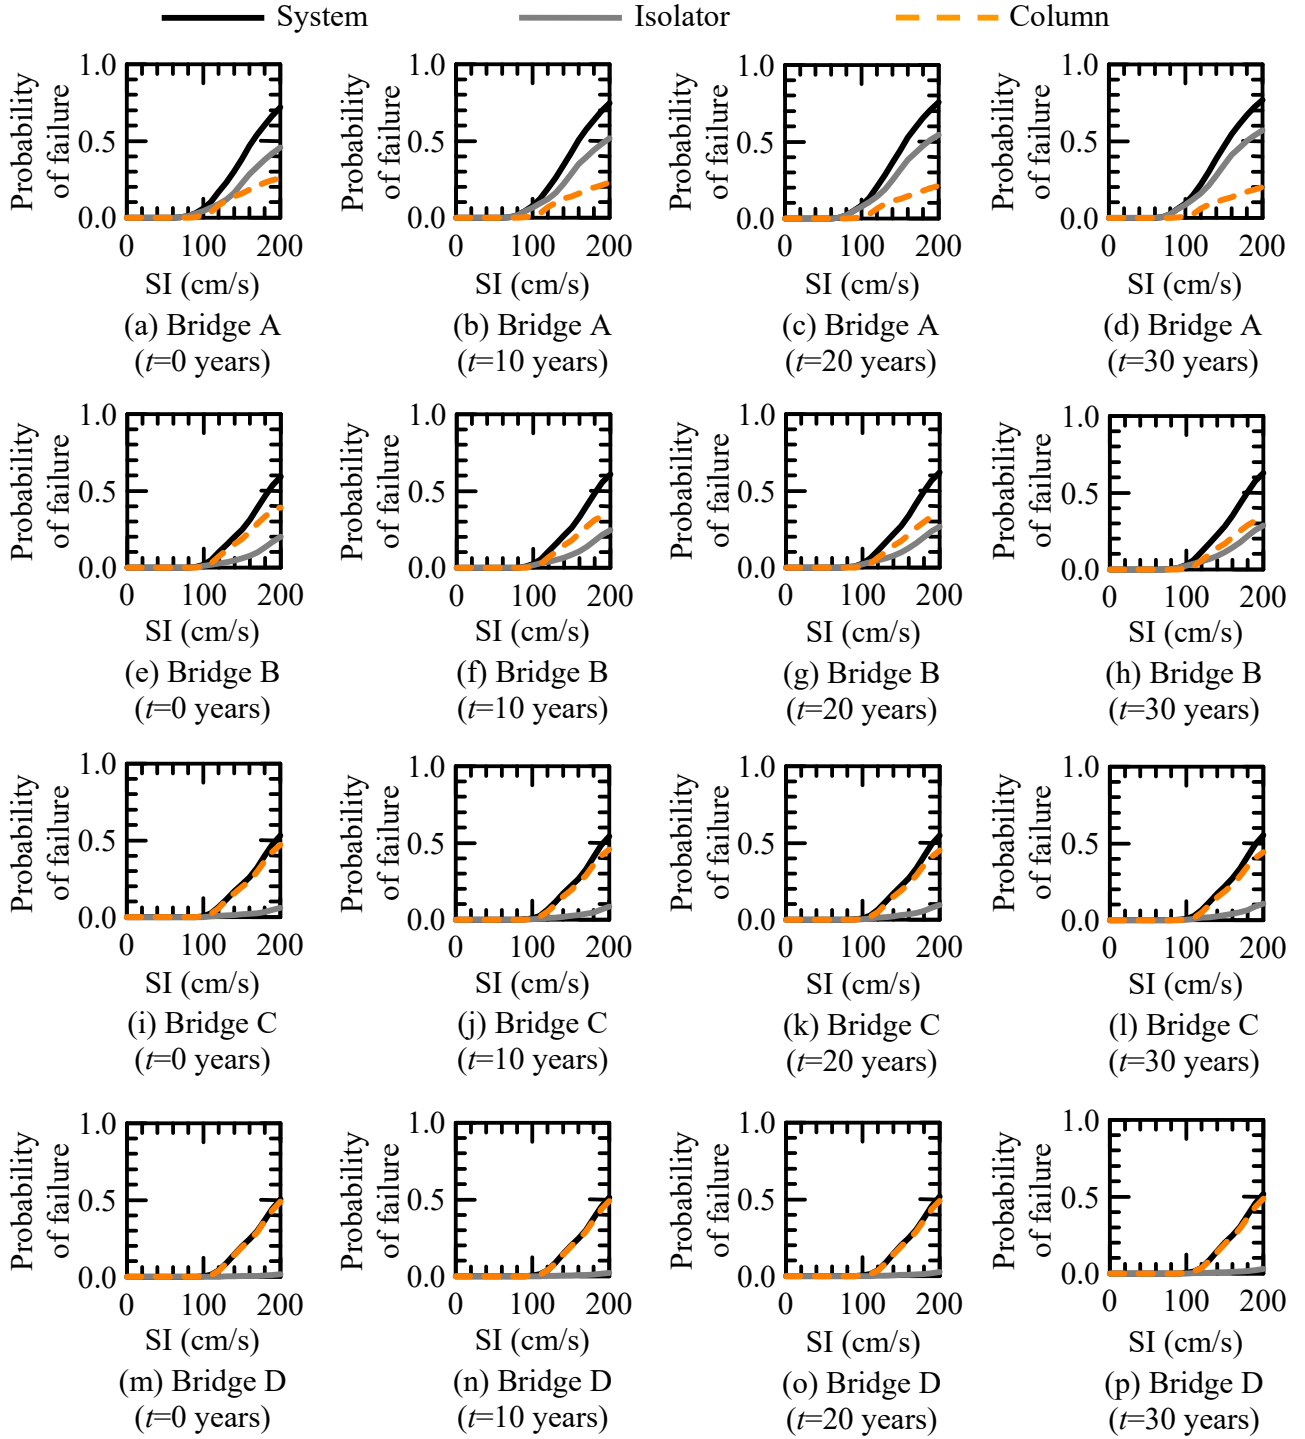 System Isolator Column
Probability of failure 1.0 0.5 0.0 0 100 200 SI (cm/s)
(a) Bridge A
(t=0 years)
Probability of failure 1.0 0.5 0.0 0 100 200 SI (cm/s)
(b) Bridge A
(t=10 years)
Probability of failure 1.0 0.5 0.0 0 100 200 SI (cm/s)
(c) Bridge A
(t=20 years)
Probability of failure 1.0 0.5 0.0 0 100 200 SI (cm/s)
(d) Bridge A
(t=30 years)
Probability of failure 1.0 0.5 0.0 0 100 200 SI (cm/s)
(e) Bridge B
(t=0 years)
Probability of failure 1.0 0.5 0.0 0 100 200 SI (cm/s)
(f) Bridge B
(t=10 years)
Probability of failure 1.0 0.5 0.0 0 100 200 SI (cm/s)
(g) Bridge B
(t=20 years)
Probability of failure 1.0 0.5 0.0 0 100 200 SI (cm/s)
(h) Bridge B
(t=30 years)
Probability of failure 1.0 0.5 0.0 0 100 200 SI (cm/s)
(i) Bridge C
(t=0 years)
Probability of failure 1.0 0.5 0.0 0 100 200 SI (cm/s)
(j) Bridge C
(t=10 years)
Probability of failure 1.0 0.5 0.0 0 100 200 SI (cm/s)
(k) Bridge C
(t=20 years)
Probability of failure 1.0 0.5 0.0 0 100 200 SI (cm/s)
(l) Bridge C
(t=30 years)
Probability of failure 1.0 0.5 0.0 0 100 200 SI (cm/s)
(m) Bridge D
(t=0 years)
Probability of failure 1.0 0.5 0.0 0 100 200 SI (cm/s)
(n) Bridge D
(t=10 years)
Probability of failure 1.0 0.5 0.0 0 100 200 SI (cm/s)
(o) Bridge D
(t=20 years)
Probability of failure 1.0 0.5 0.0 0 100 200 SI (cm/s)
(p) Bridge D
(t=30 years)